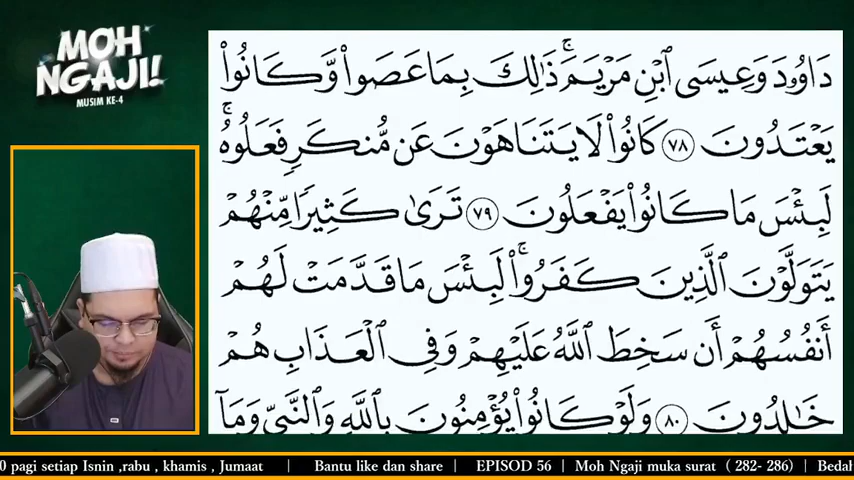 MOH
NGAJI!
MUSIM KE-4
دَاوُۥدَ وَعِيسَى ٱبْنِ مَرْيَمَۚ ذَٰلِكَ بِمَا عَصَوا۟ وَّكَانُوا۟
يَعْتَدُونَ ٧٨ كَانُوا۟ لَا يَتَنَاهَوْنَ عَن مُّنكَرٍ فَعَلُوهُۚ
لَبِئْسَ مَا كَانُوا۟ يَفْعَلُونَ ٧٩ تَرَىٰ كَثِيرًا مِّنْهُمْ
يَتَوَلَّوْنَ ٱلَّذِينَ كَفَرُوا۟ۚ لَبِئْسَ مَا قَدَّمَتْ لَهُمْ
أَنفُسُهُمْ أَن سَخِطَ ٱللَّهُ عَلَيْهِمْ وَفِى ٱلْعَذَابِ هُمْ
خَٰلِدُونَ ٨٠ وَلَوْ كَانُوا۟ يُؤْمِنُونَ بِٱللَّهِ وَٱلنَّبِىِّ وَمَآ
0 pagi setiap Isnin ,rabu , khamis , Jumaat | Bantu like dan share | EPISOD 56 | Moh Ngaji muka surat ( 282- 286) | Bedah